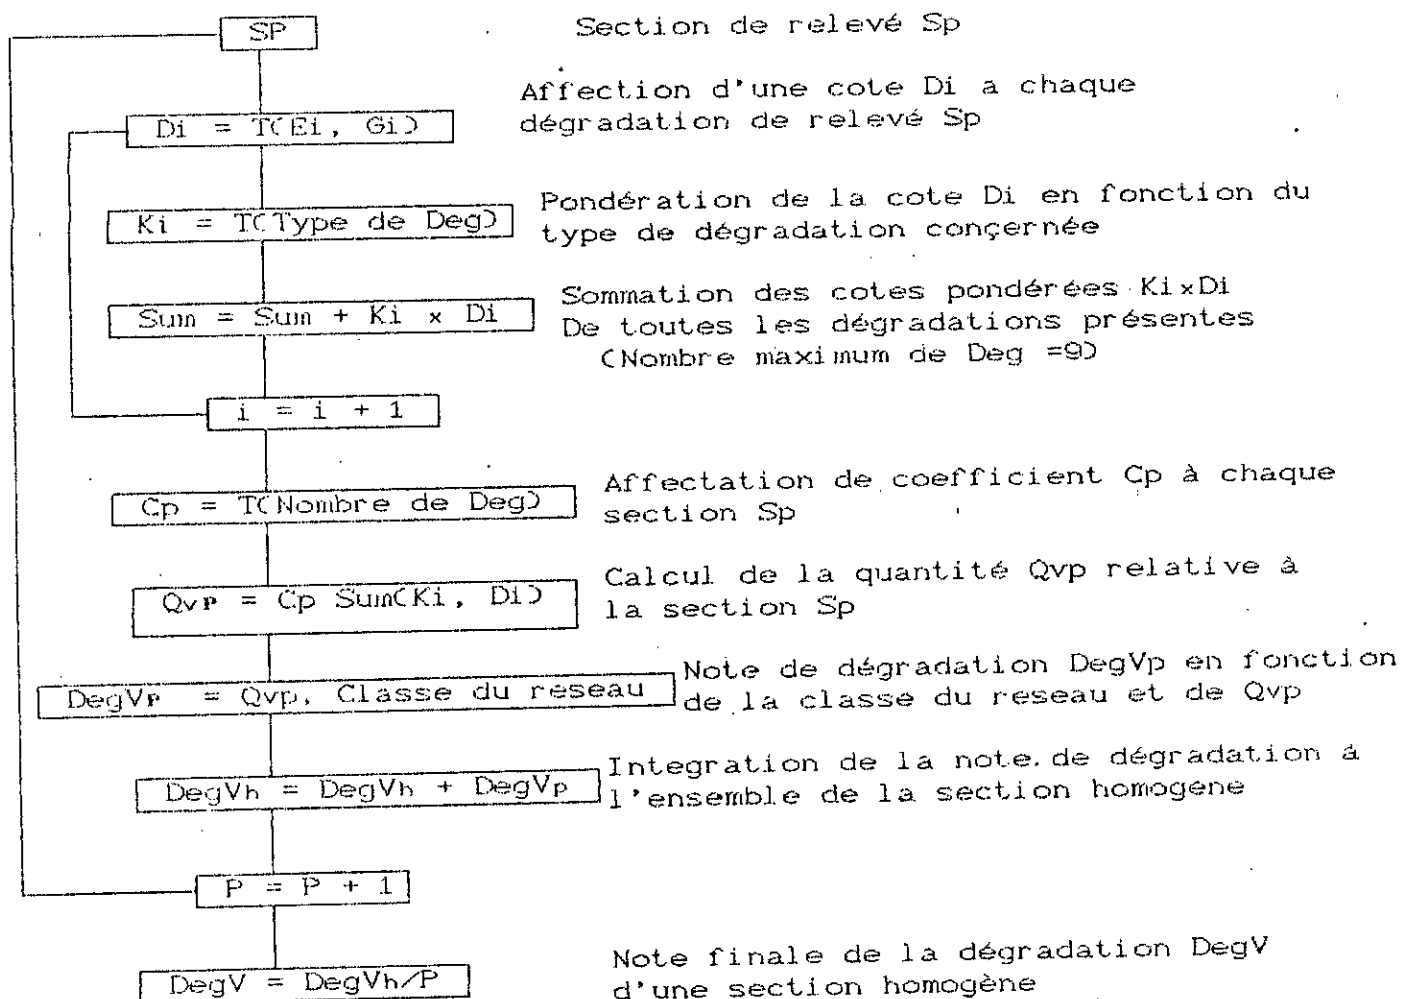 SP
Section de relevé Sp
Affection d'une cote Di a chaque
dégradation de relevé Sp
Di = T(Ei, Gi)
Pondération de la cote Di en fonction du
type de dégradation conçernée
Ki = T(Type de Deg)
Sommation des cotes pondérées Ki×Di
De toutes les dégradations présentes
(Nombre maximum de Deg =9)
Sum = Sum + Ki × Di
i = i + 1
Affectation de coefficient Cp à chaque
section Sp
Cp = T(Nombre de Deg)
Calcul de la quantité Qvp relative à
la section Sp
Qvp = Cp Sum(Ki, Di)
Note de dégradation DegVp en fonction
de la classe du reseau et de Qvp
DegVp = Qvp, Classe du reseau
Integration de la note de dégradation à
l'ensemble de la section homogène
DegVh = DegVh + DegVp
P = P + 1
Note finale de la dégradation DegV
d'une section homogène
DegV = DegVh/P